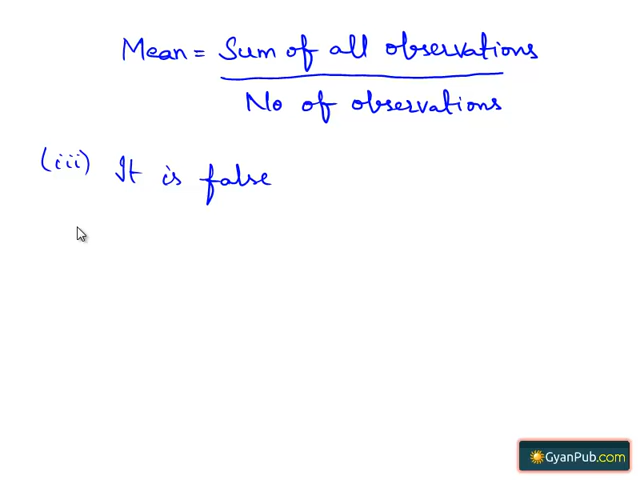 Mean = Sum of all observations
No of observations
(iii) It is false
GyanPub.com